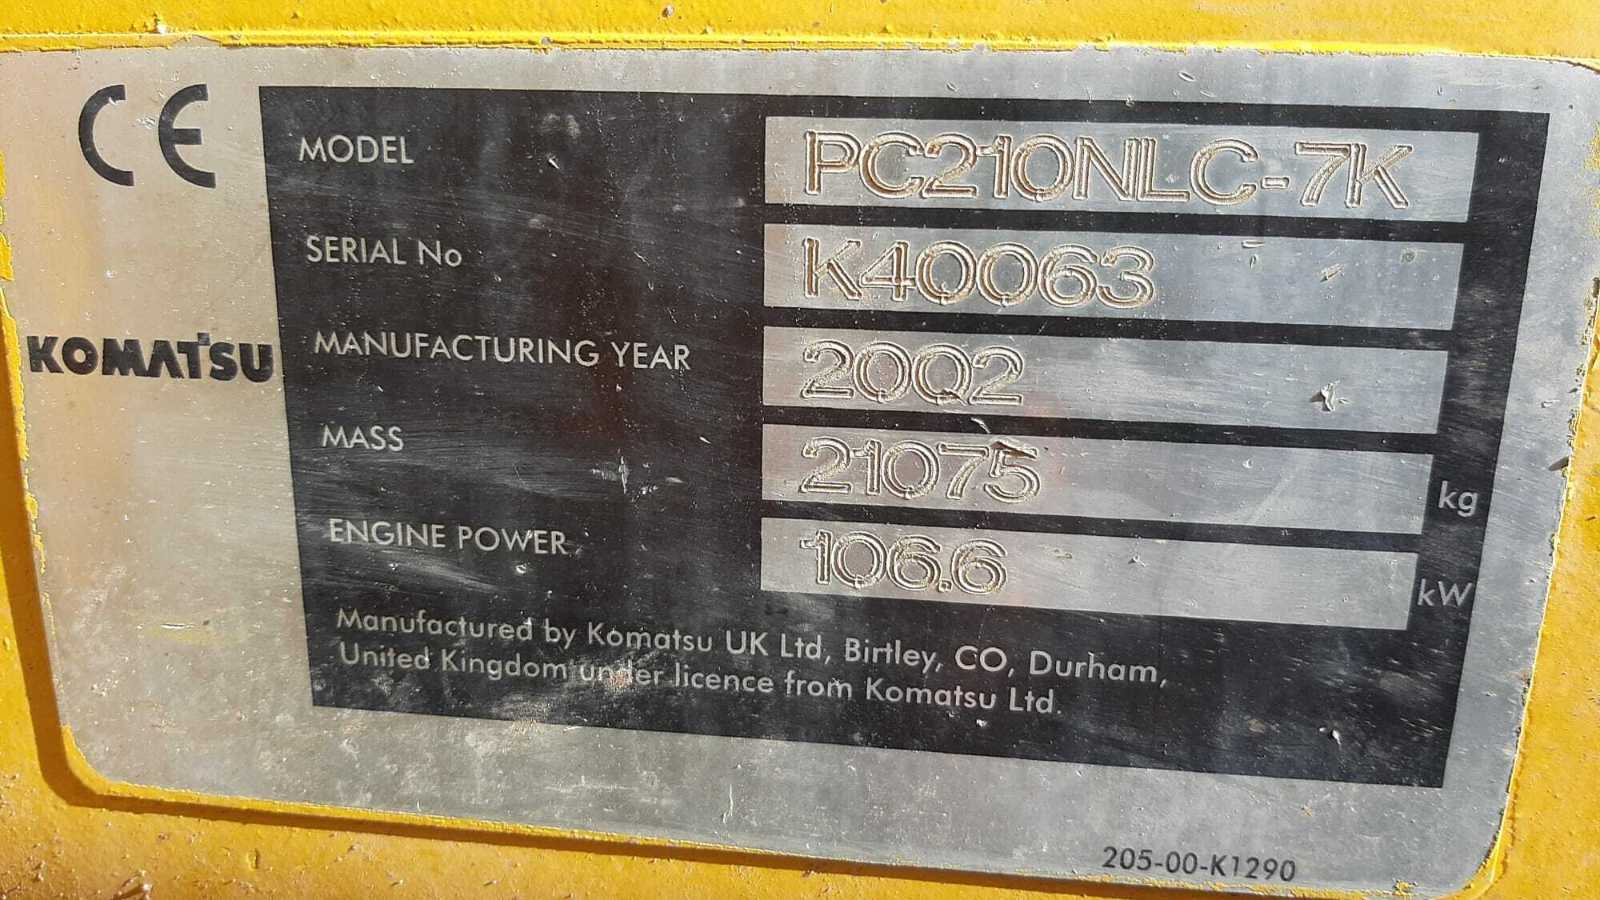 CE
MODEL PC210NLC-7K
SERIAL No K40063
KOMATSU
MANUFACTURING YEAR 2002
MASS 21075 kg
ENGINE POWER 106.6 kW
Manufactured by Komatsu UK Ltd, Birtley, CO, Durham,
United Kingdom under licence from Komatsu Ltd.
205-00-K1290